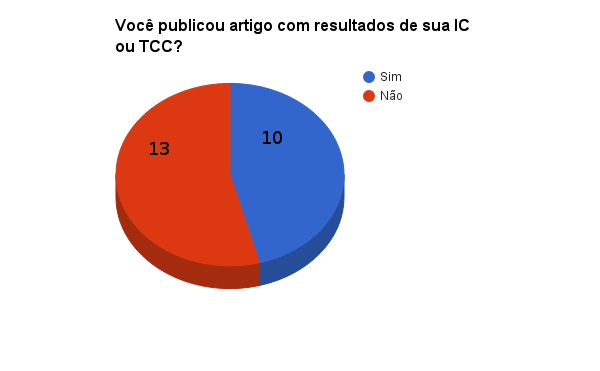 Você publicou artigo com resultados de sua IC
ou TCC?
Sim
Não
13
10